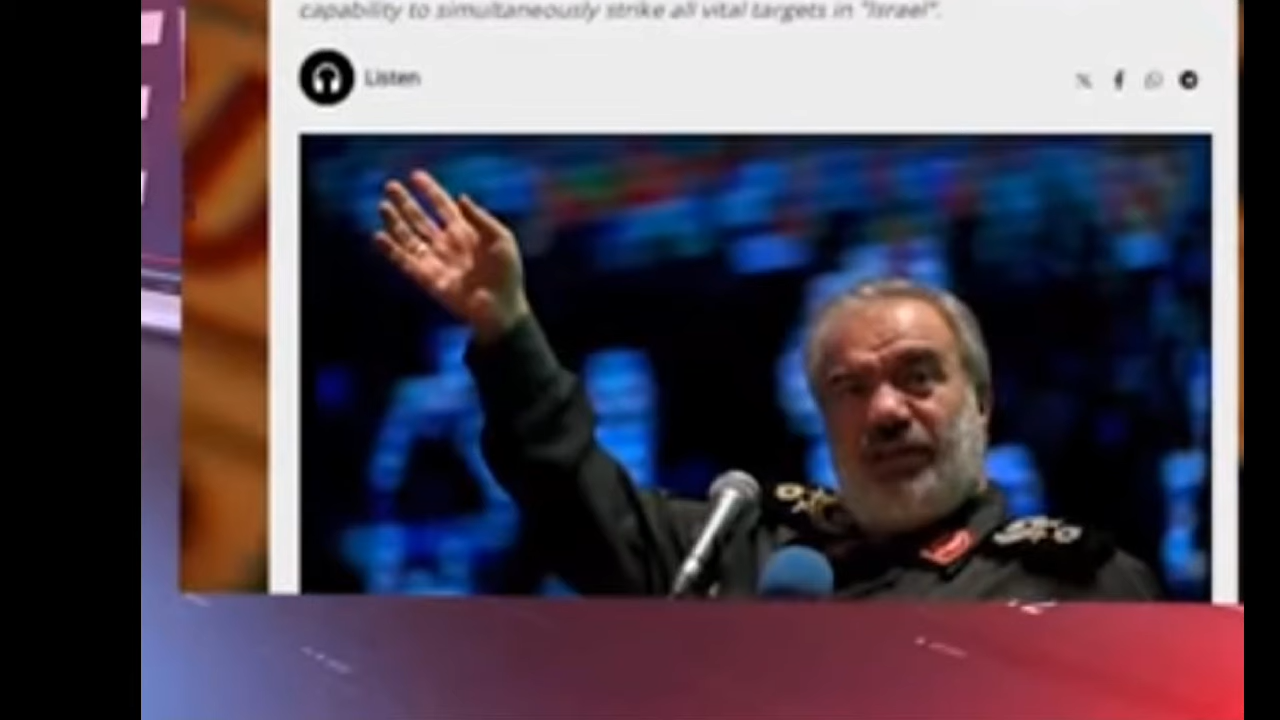 capability to simultaneously strike all vital targets in "Israel".
Listen